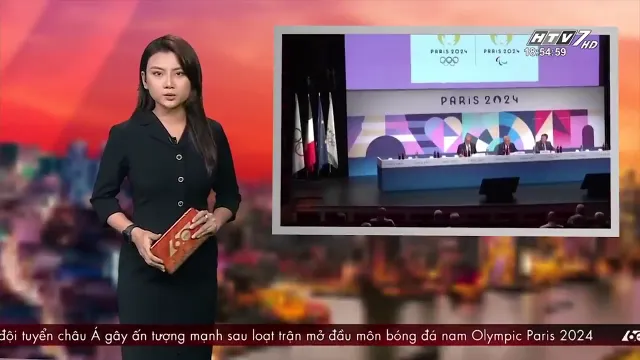 HTV7 HD
18:54:59
PARIS 2024 PARIS 2024
PARIS 2024
đội tuyển châu Á gây ấn tượng mạnh sau loạt trận mở đầu môn bóng đá nam Olympic Paris 2024